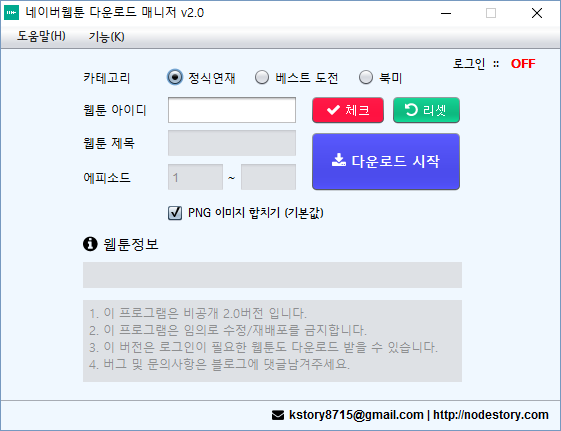 네이버웹툰 다운로드 매니저 v2.0
도움말(H) 기능(K)
로그인 :: OFF
카테고리 정식연재 베스트 도전 북미
웹툰 아이디 체크 리셋
웹툰 제목
다운로드 시작
에피소드 1 ~
PNG 이미지 합치기 (기본값)
웹툰정보
1. 이 프로그램은 비공개 2.0버전 입니다.
2. 이 프로그램은 임의로 수정/재배포를 금지합니다.
3. 이 버전은 로그인이 필요한 웹툰도 다운로드 받을 수 있습니다.
4. 버그 및 문의사항은 블로그에 댓글남겨주세요.
kstory8715@gmail.com | http://nodestory.com